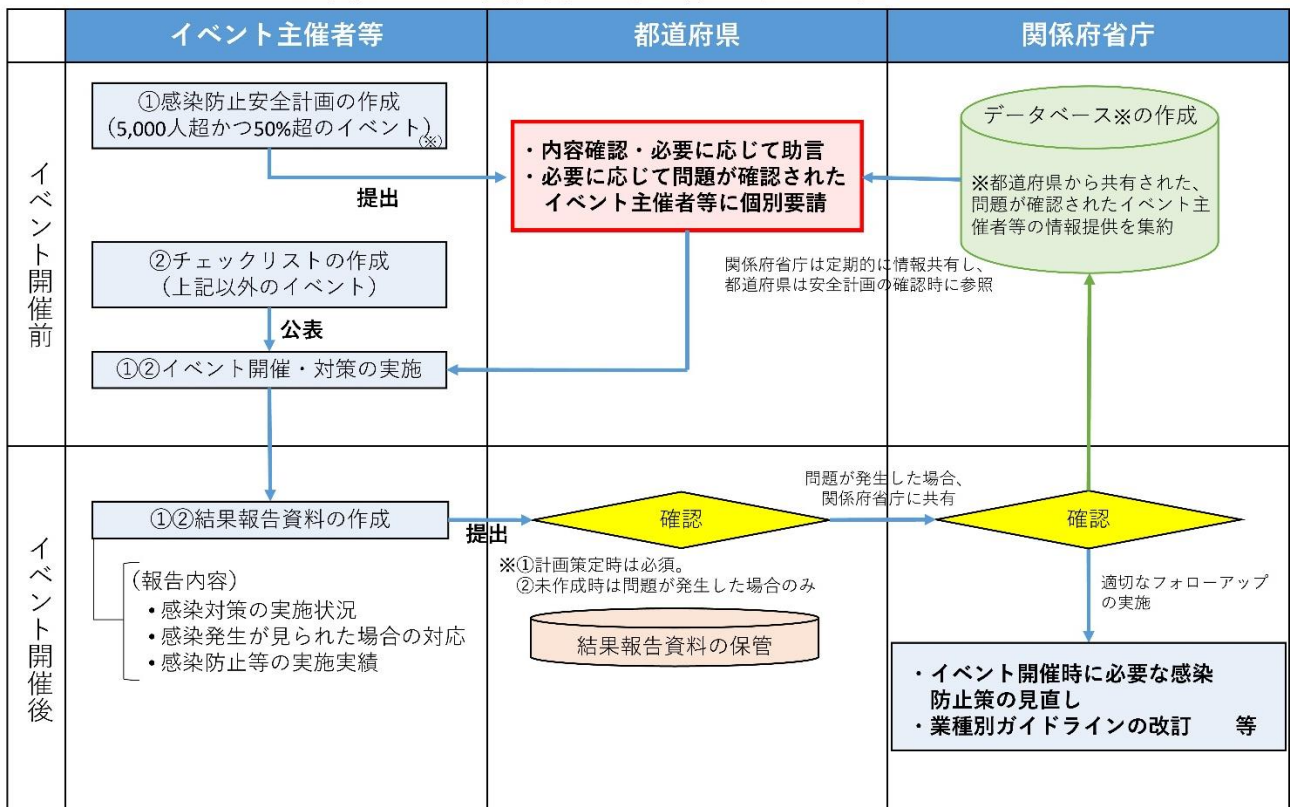 イベント主催者等
都道府県
関係府省庁
イベント開催前
①感染防止安全計画の作成
(5,000人超かつ50%超のイベント)
(※)
提出
②チェックリストの作成
(上記以外のイベント)
公表
①②イベント開催・対策の実施
・内容確認・必要に応じて助言
・必要に応じて問題が確認された
イベント主催者等に個別要請
関係府省庁は定期的に情報共有し、
都道府県は安全計画の確認時に参照
データベース※の作成
※都道府県から共有された、
問題が確認されたイベント主
催者等の情報提供を集約
イベント開催後
①②結果報告資料の作成
提出
(報告内容)
・感染対策の実施状況
・感染発生が見られた場合の対応
・感染防止等の実施実績
確認
※①計画策定時は必須。
②未作成時は問題が発生した場合のみ
結果報告資料の保管
問題が発生した場合、
関係府省庁に共有
確認
適切なフォローアップ
の実施
・イベント開催時に必要な感染
防止策の見直し
・業種別ガイドラインの改訂 等